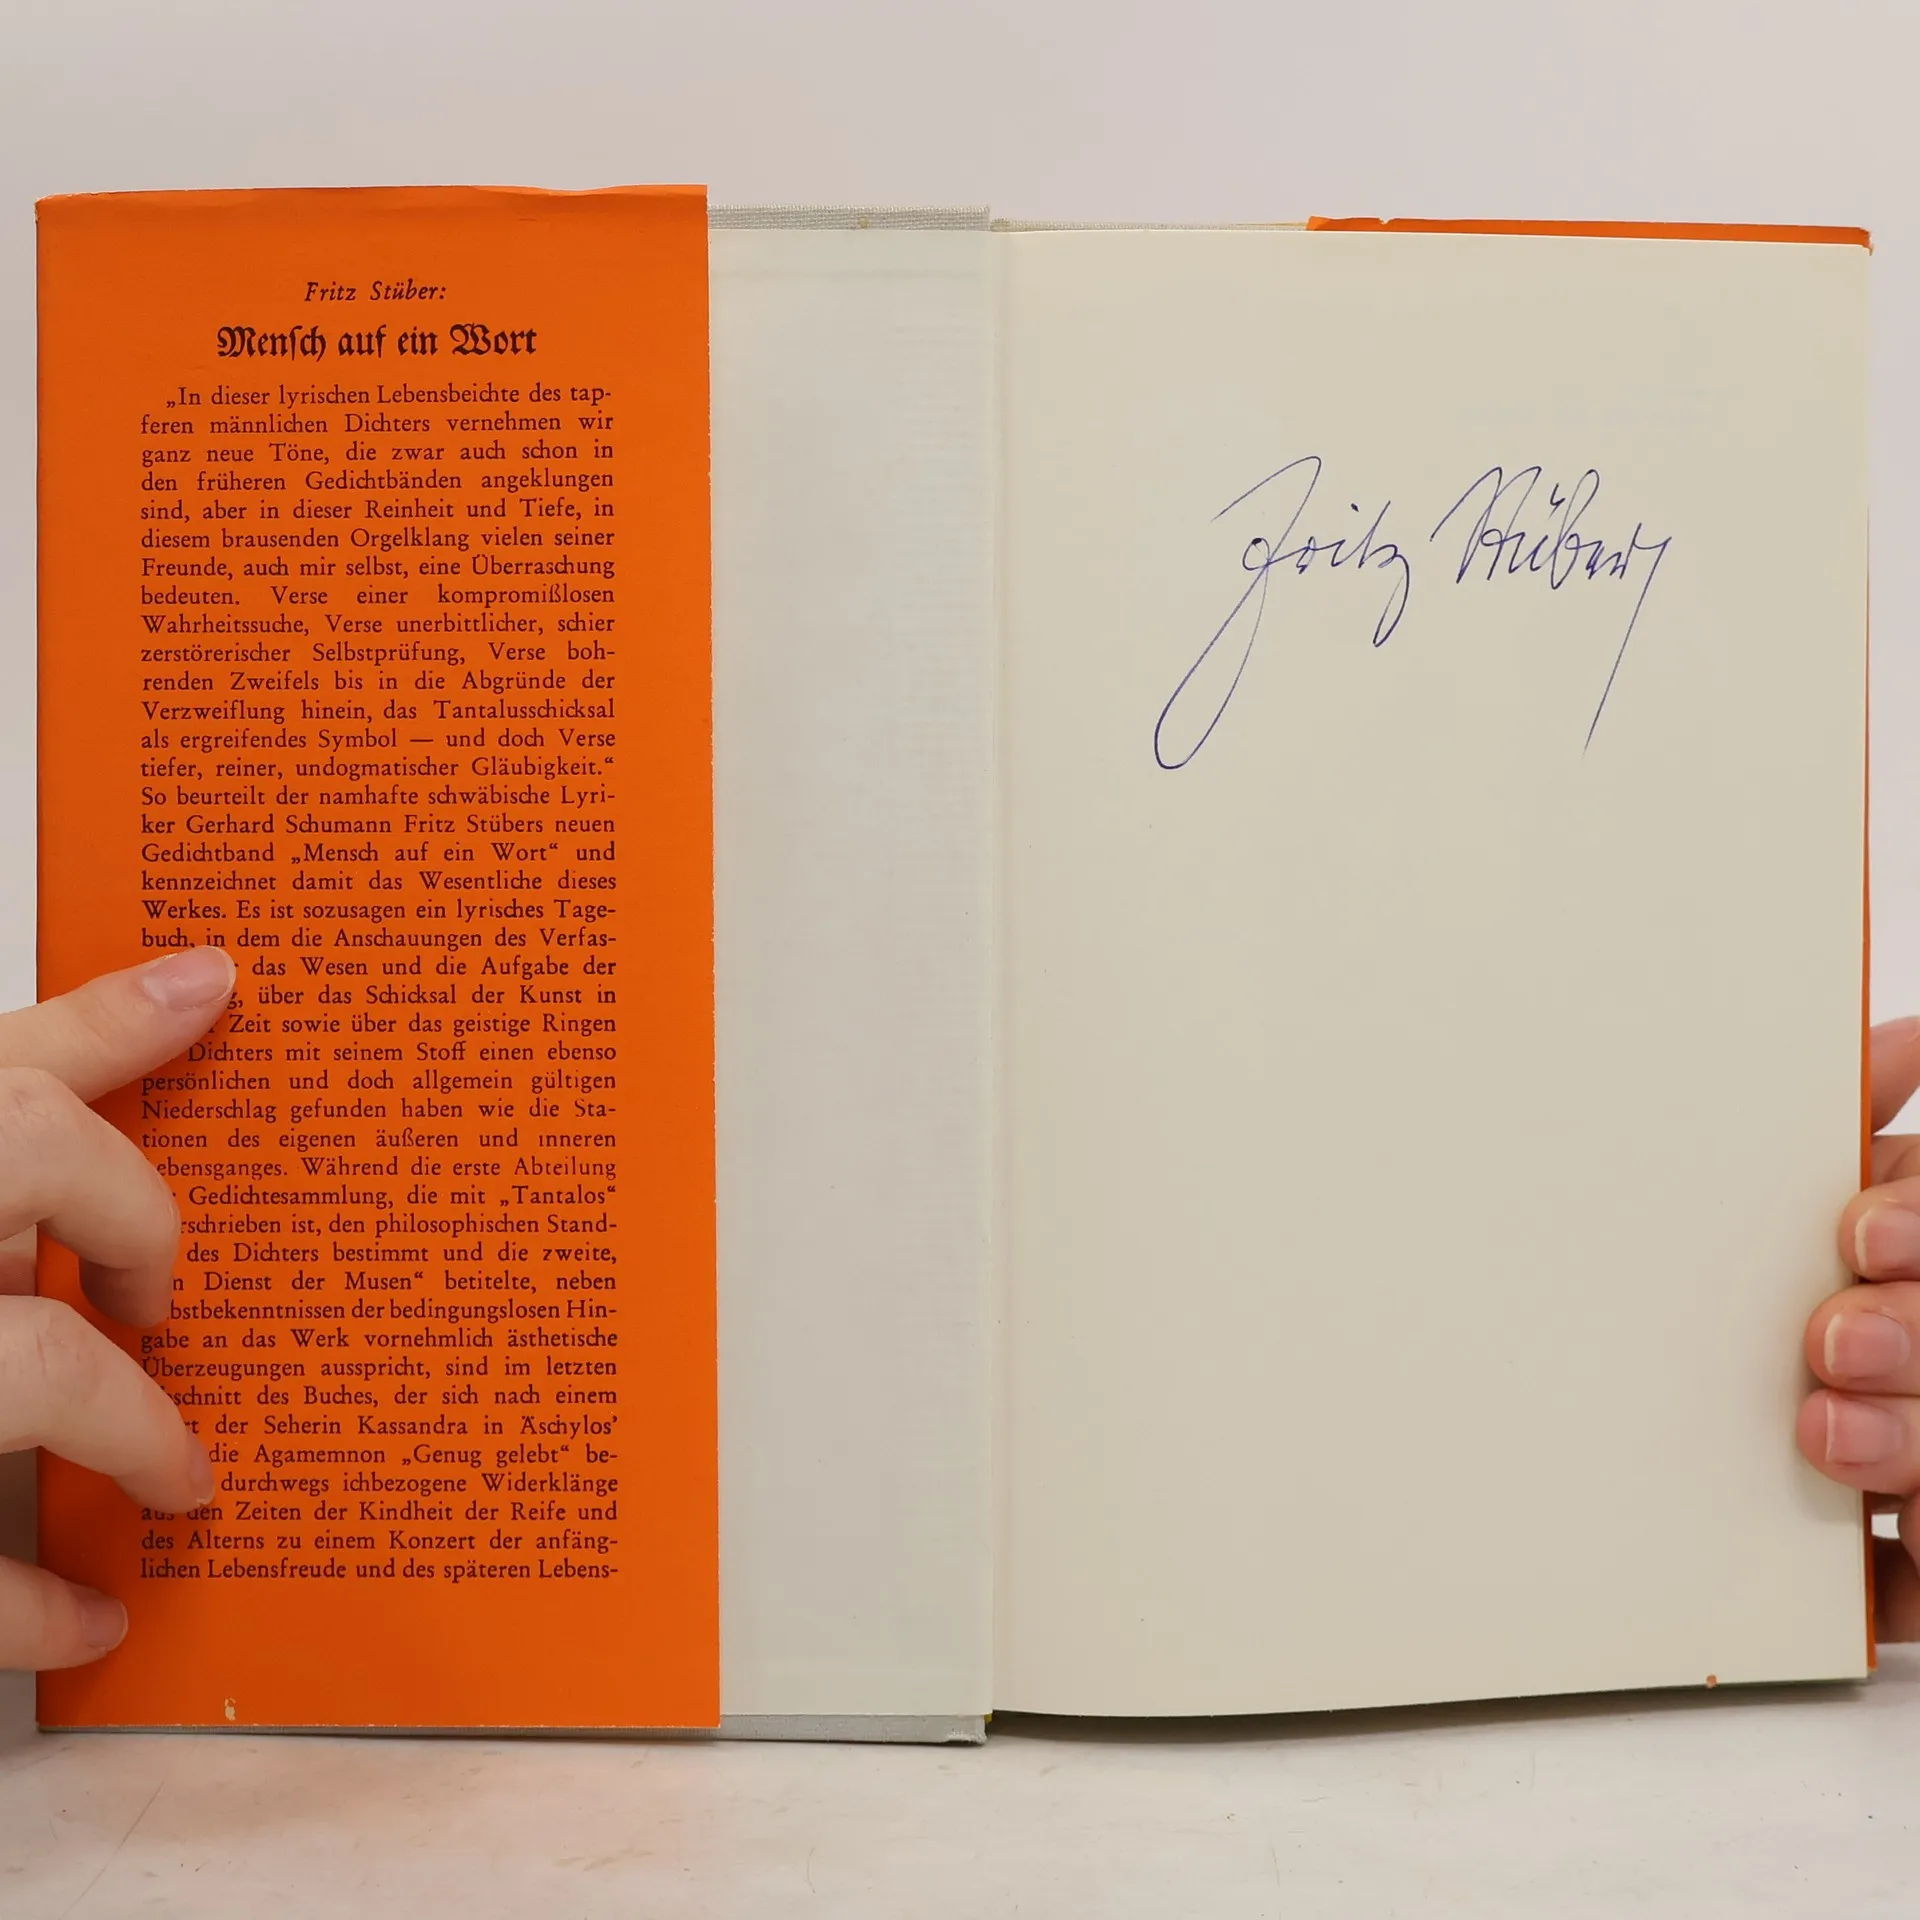 Fritz Stüber:
Mensch auf ein Wort
„In dieser lyrischen Lebensbeichte des tap-
feren männlichen Dichters vernehmen wir
ganz neue Töne, die zwar auch schon in
den früheren Gedichtbänden angeklungen
sind, aber in dieser Reinheit und Tiefe, in
diesem brausenden Orgelklang vielen seiner
Freunde, auch mir selbst, eine Überraschung
bedeuten. Verse einer kompromißlosen
Wahrheitssuche, Verse unerbittlicher, schier
zerstörerischer Selbstprüfung, Verse boh-
renden Zweifels bis in die Abgründe der
Verzweiflung hinein, das Tantalusschicksal
als ergreifendes Symbol — und doch Verse
tiefer, reiner, undogmatischer Gläubigkeit.“
So beurteilt der namhafte schwäbische Lyri-
ker Gerhard Schumann Fritz Stübers neuen
Gedichtband „Mensch auf ein Wort“ und
kennzeichnet damit das Wesentliche dieses
Werkes. Es ist sozusagen ein lyrisches Tage-
buch, in dem die Anschauungen des Verfas-
das Wesen und die Aufgabe der
über das Schicksal der Kunst in
Zeit sowie über das geistige Ringen
Dichters mit seinem Stoff einen ebenso
persönlichen und doch allgemein gültigen
Niederschlag gefunden haben wie die Sta-
tionen des eigenen äußeren und inneren
Lebensganges. Während die erste Abteilung
Gedichtesammlung, die mit „Tantalos“
rschrieben ist, den philosophischen Stand-
des Dichters bestimmt und die zweite,
Dienst der Musen“ betitelte, neben
bstbekenntnissen der bedingungslosen Hin-
gabe an das Werk vornehmlich ästhetische
Überzeugungen ausspricht, sind im letzten
schnitt des Buches, der sich nach einem
der Seherin Kassandra in Äschylos’
die Agamemnon „Genug gelebt“ be-
durchwegs ichbezogene Widerklänge
aus den Zeiten der Kindheit der Reife und
des Alterns zu einem Konzert der anfäng-
lichen Lebensfreude und des späteren Lebens-
Fritz Stüber